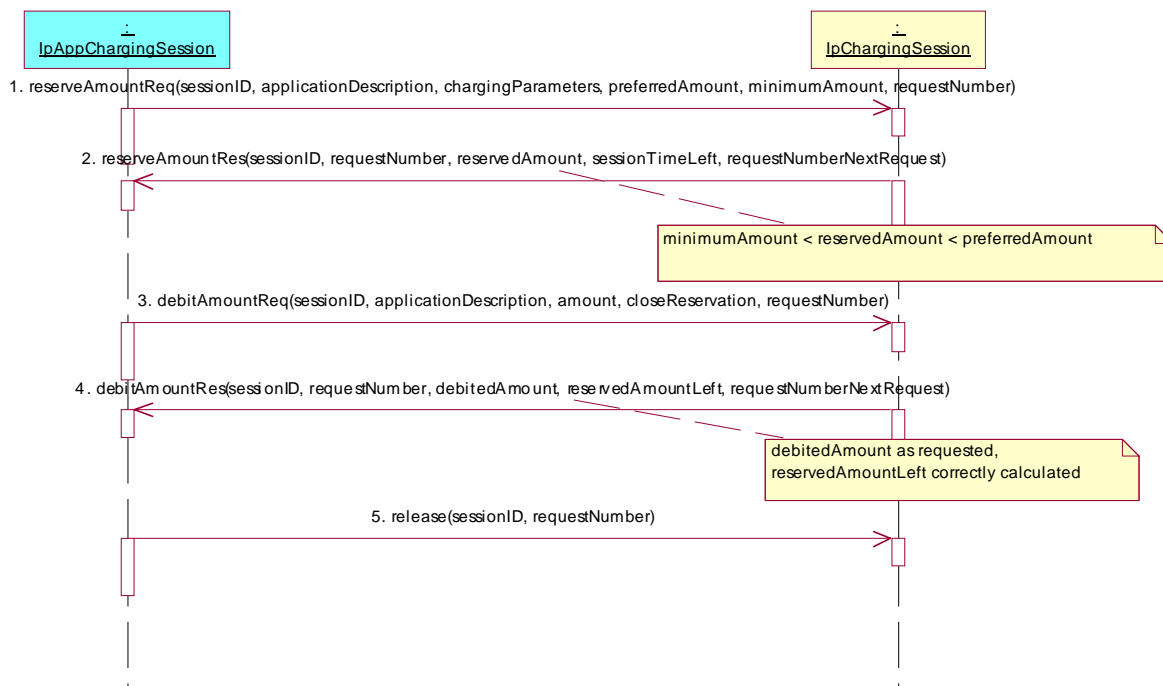 :
IpAppChargingSession
:
IpChargingSession
1. reserveAmountReq(sessionID, applicationDescription, chargingParameters, preferredAmount, minimumAmount, requestNumber)
2. reserveAmountRes(sessionID, requestNumber, reservedAmount, sessionTimeLeft, requestNumberNextRequest)
minimumAmount < reservedAmount < preferredAmount
3. debitAmountReq(sessionID, applicationDescription, amount, closeReservation, requestNumber)
4. debitAmountRes(sessionID, requestNumber, debitedAmount, reservedAmountLeft, requestNumberNextRequest)
debitedAmount as requested,
reservedAmountLeft correctly calculated
5. release(sessionID, requestNumber)